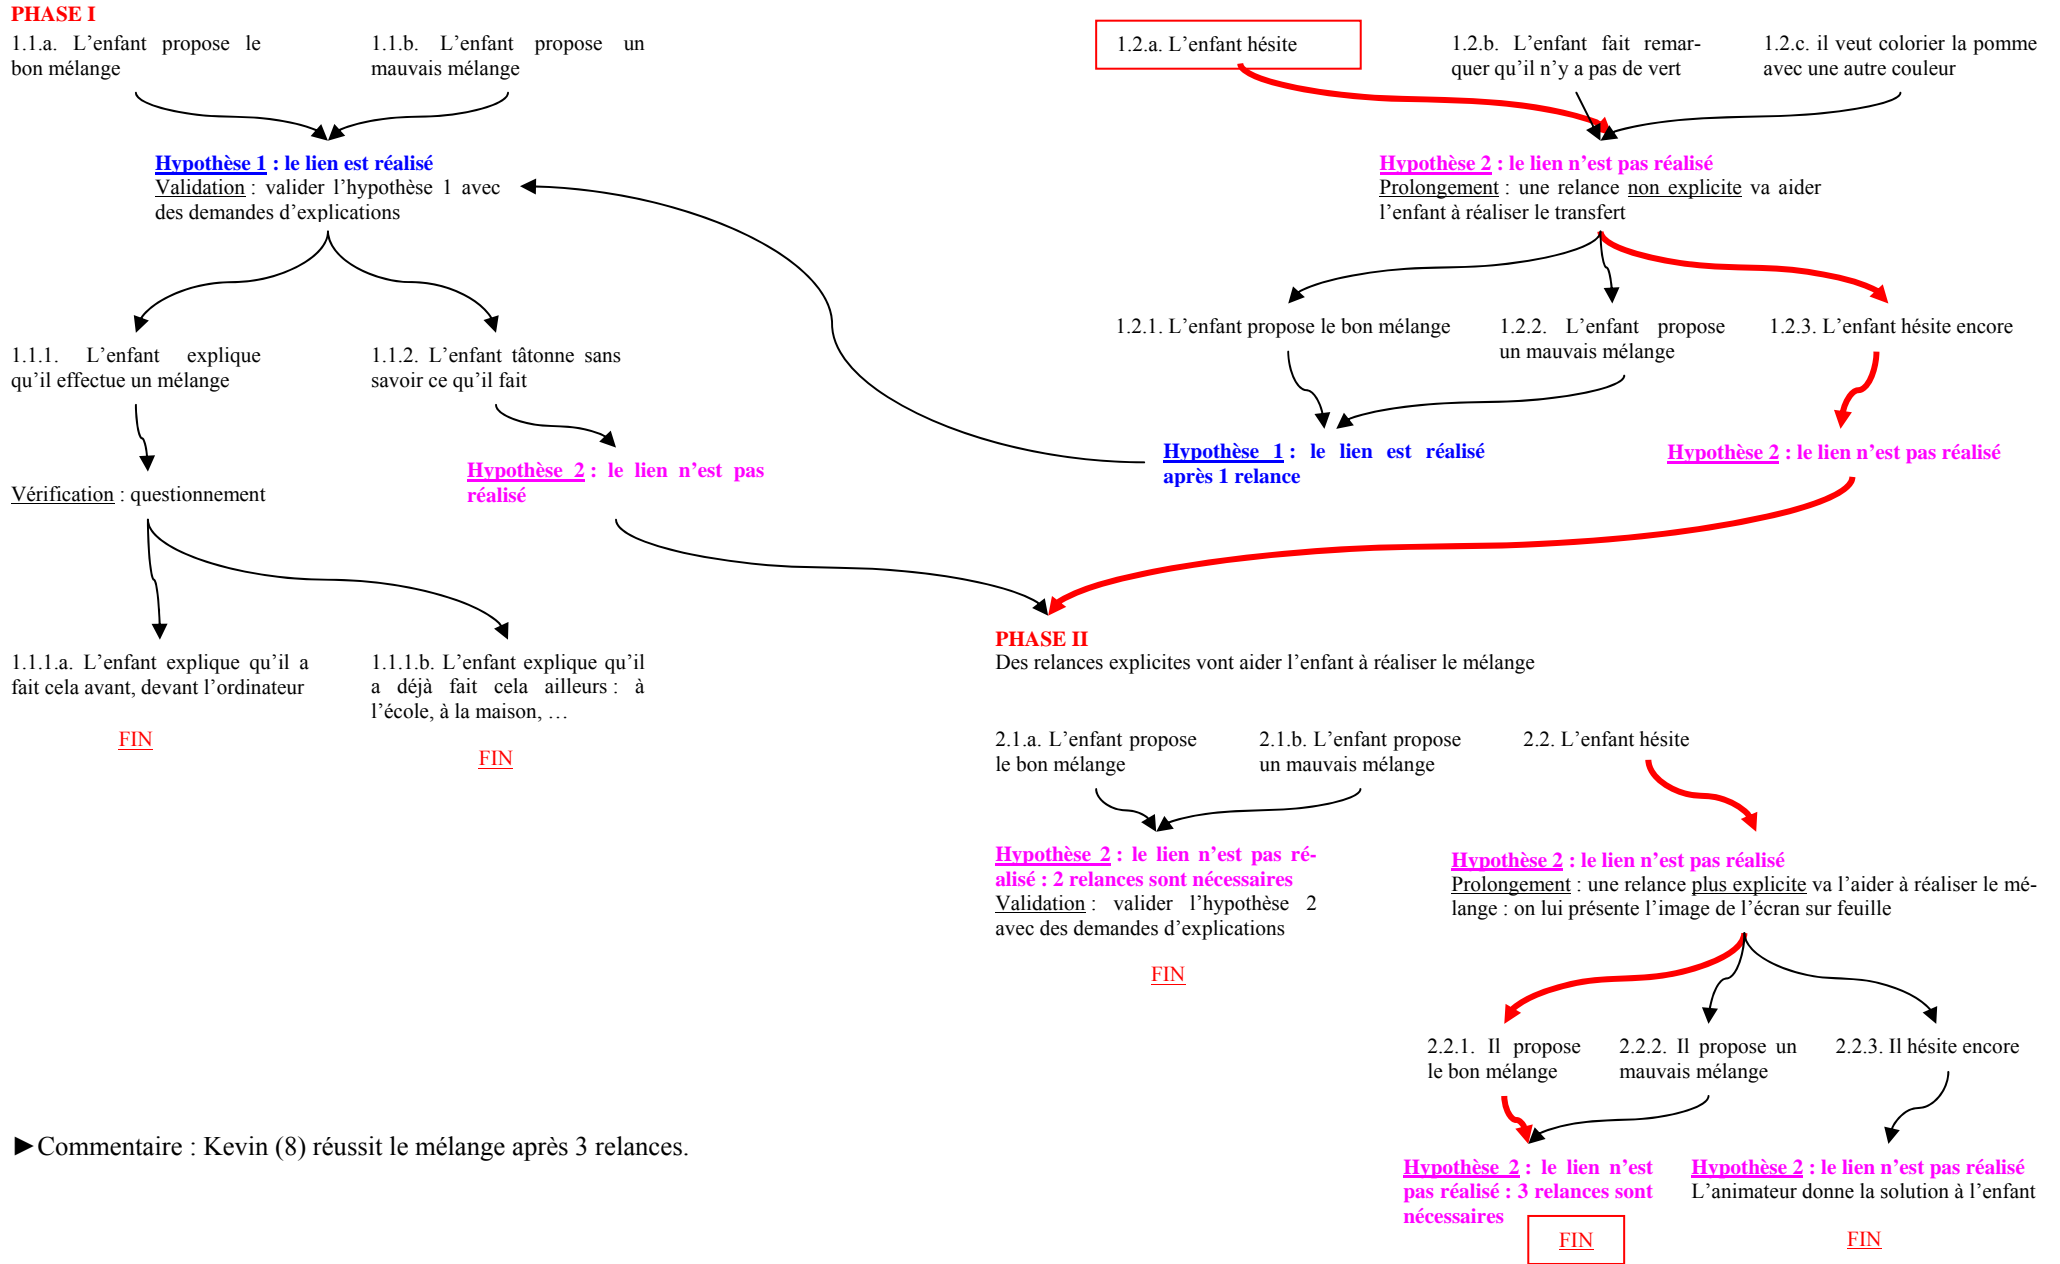 PHASE I
1.1.a. L’enfant propose le
bon mélange
1.1.b. L’enfant propose un
mauvais mélange
1.2.a. L’enfant hésite
1.2.b. L’enfant fait remar-
quer qu’il n’y a pas de vert
1.2.c. il veut colorier la pomme
avec une autre couleur
Hypothèse 1 : le lien est réalisé
Validation : valider l’hypothèse 1 avec
des demandes d’explications
Hypothèse 2 : le lien n’est pas réalisé
Prolongement : une relance non explicite va aider
l’enfant à réaliser le transfert
1.1.1. L’enfant explique
qu’il effectue un mélange
1.1.2. L’enfant tâtonne sans
savoir ce qu’il fait
1.2.1. L’enfant propose le bon mélange
1.2.2. L’enfant propose
un mauvais mélange
1.2.3. L’enfant hésite encore
Vérification : questionnement
Hypothèse 2 : le lien n’est pas
réalisé
Hypothèse 1 : le lien est réalisé
après 1 relance
Hypothèse 2 : le lien n’est pas réalisé
1.1.1.a. L’enfant explique qu’il a
fait cela avant, devant l’ordinateur
FIN
1.1.1.b. L’enfant explique qu’il
a déjà fait cela ailleurs : à
l’école, à la maison, …
FIN
PHASE II
Des relances explicites vont aider l’enfant à réaliser le mélange
2.1.a. L’enfant propose
le bon mélange
2.1.b. L’enfant propose
un mauvais mélange
2.2. L’enfant hésite
Hypothèse 2 : le lien n’est pas ré-
alisé : 2 relances sont nécessaires
Validation : valider l’hypothèse 2
avec des demandes d’explications
FIN
Hypothèse 2 : le lien n’est pas réalisé
Prolongement : une relance plus explicite va l’aider à réaliser le mé-
lange : on lui présente l’image de l’écran sur feuille
2.2.1. Il propose
le bon mélange
2.2.2. Il propose un
mauvais mélange
2.2.3. Il hésite encore
►Commentaire : Kevin (8) réussit le mélange après 3 relances.
Hypothèse 2 : le lien n’est
pas réalisé : 3 relances sont
nécessaires
FIN
Hypothèse 2 : le lien n’est pas réalisé
L’animateur donne la solution à l’enfant
FIN